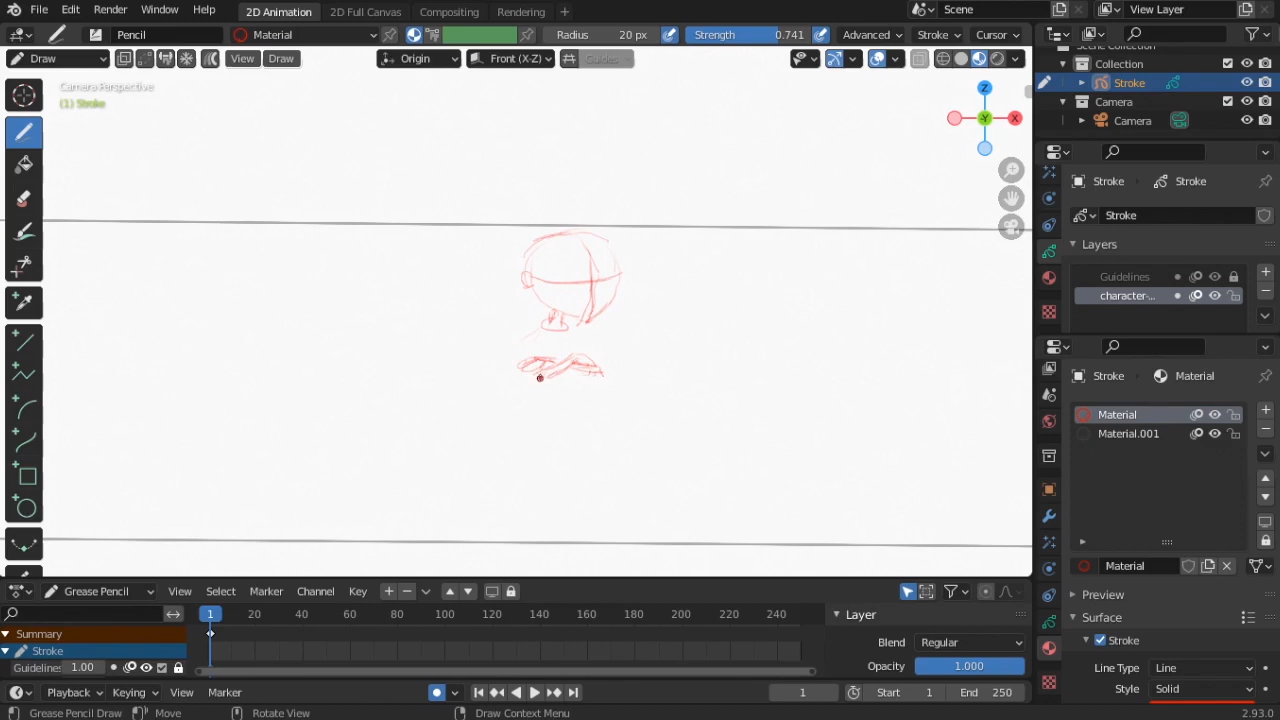 File Edit Render Window Help 2D Animation 2D Full Canvas Compositing Rendering Scene View Layer
Pencil Material Radius 20 px Strength 0.741 Advanced Stroke Cursor
Draw View Draw Origin Front (X-Z) Guides
Camera Perspective
(1) Stroke
Z
-Y
X
Scene Collection
Collection
Stroke
Camera
Camera
Stroke Stroke
Stroke
Layers
Guidelines
character-...
Stroke Material
Material
Material.001
Material
Preview
Surface
Stroke
Line Type Line
Style Solid
Grease Pencil View Select Marker Channel Key
1 20 40 60 80 100 120 140 160 180 200 220 240
Summary
Stroke
Guidelines 1.00
Layer
Blend Regular
Opacity 1.000
Playback Keying View Marker 1 Start 1 End 250
Grease Pencil Draw Move Rotate View Draw Context Menu 2.93.0